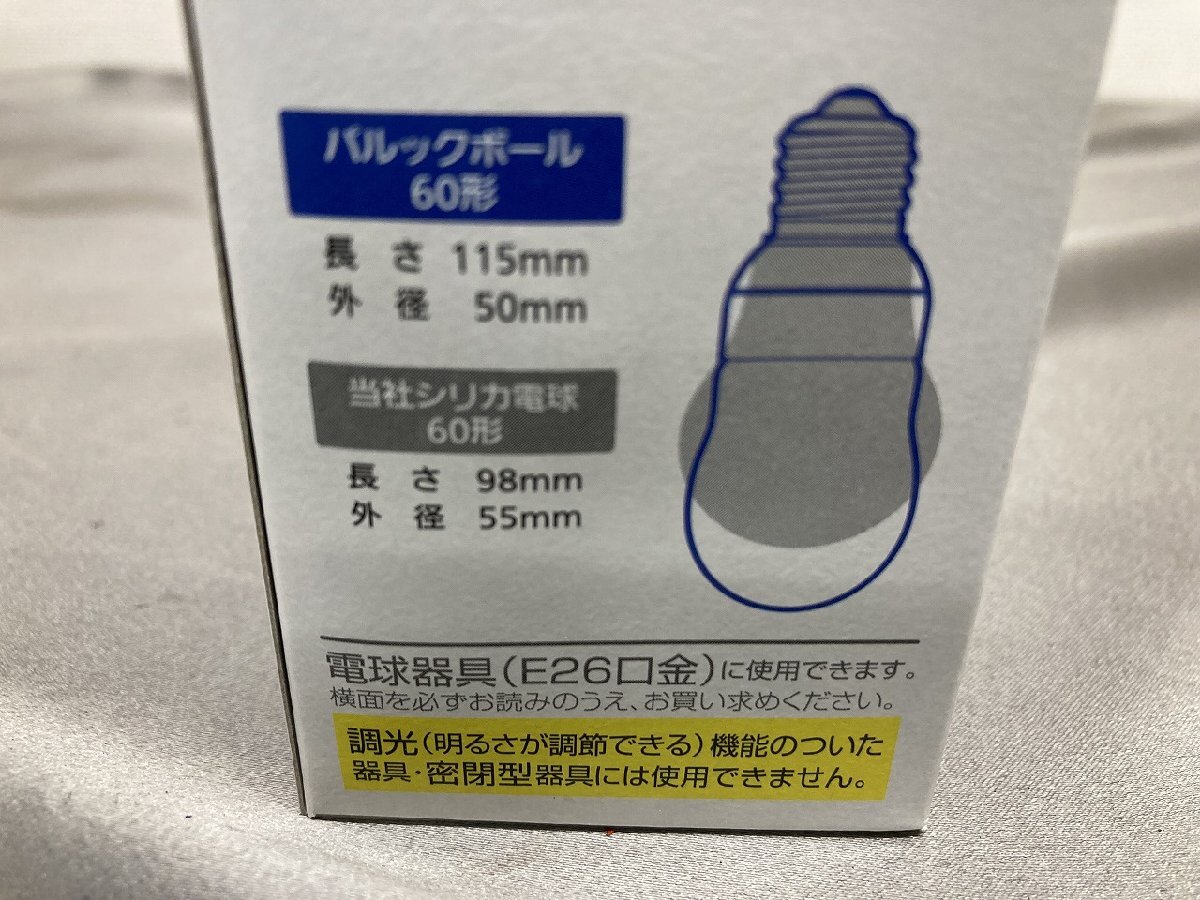 パルックボール
60形
長さ 115mm
外径 50mm
当社シリカ電球
60形
長さ 98mm
外径 55mm
電球器具(E26口金)に使用できます。
横面を必ずお読みのうえ、お買い求めください。
調光(明るさが調節できる)機能のついた
器具・密閉型器具には使用できません。